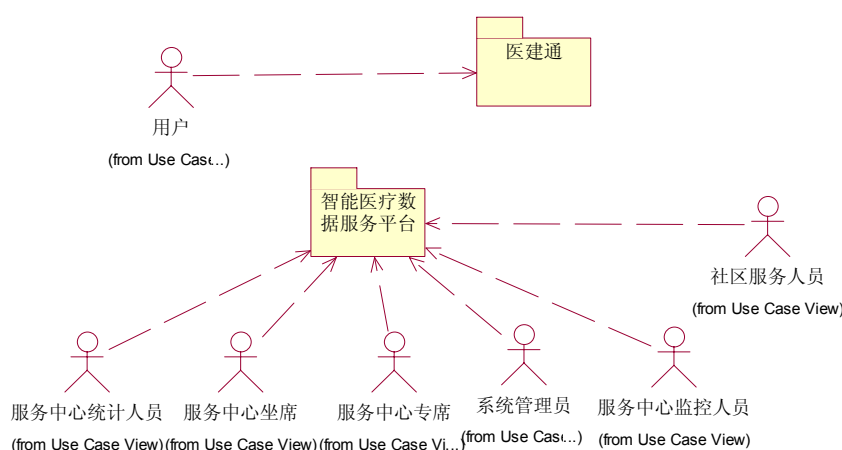 医建通
用户
(from Use Cas...)
智能医疗数
据服务平台
社区服务人员
(from Use Case View)
服务中心统计人员
(from Use Case View)
服务中心坐席
(from Use Case View)
服务中心专席
(from Use Case Vi...)
系统管理员
(from Use Cas...)
服务中心监控人员
(from Use Case View)